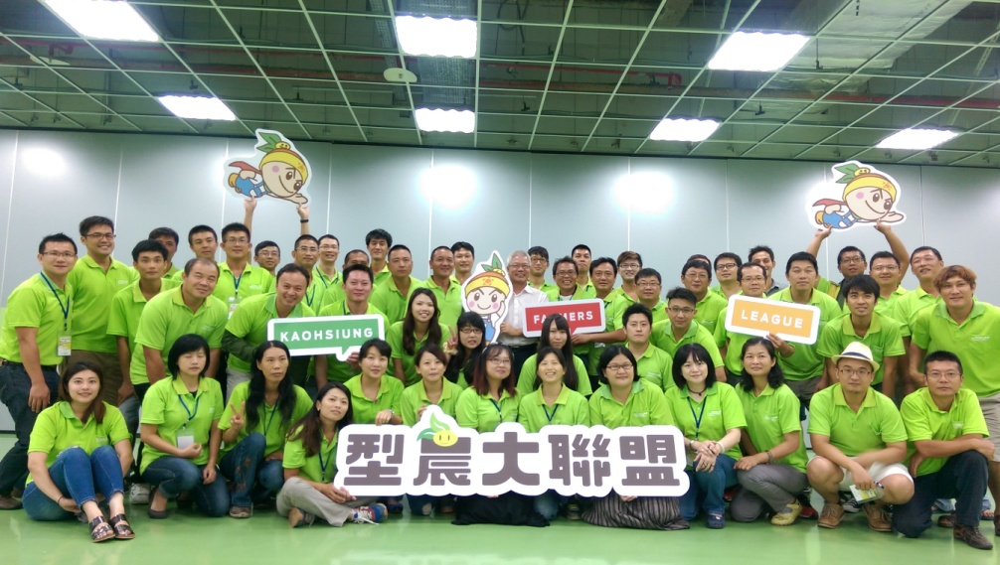 KAOHSIUNG
FARMERS
LEAGUE
型農大聯盟